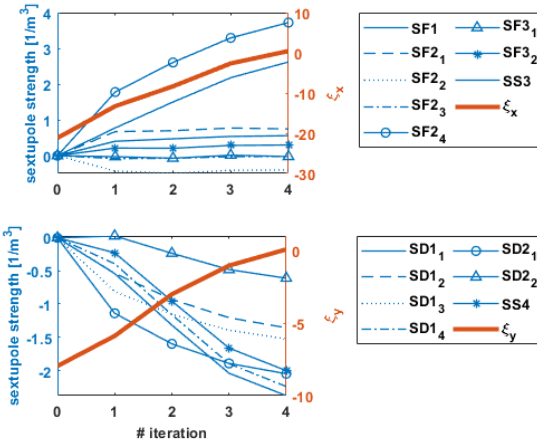 sextupole strength [1/m³]
4
3
2
1
0
10
0
-10
-20
-30
ξx
0 1 2 3 4
SF1
SF2₁
SF2₂
SF2₃
SF2₄
SF3₁
SF3₂
SS3
ξx
sextupole strength [1/m³]
0
-0.5
-1
-1.5
-2
0
-5
-10
ξy
0 1 2 3 4
# iteration
SD1₁
SD1₂
SD1₃
SD1₄
SD2₁
SD2₂
SS4
ξy